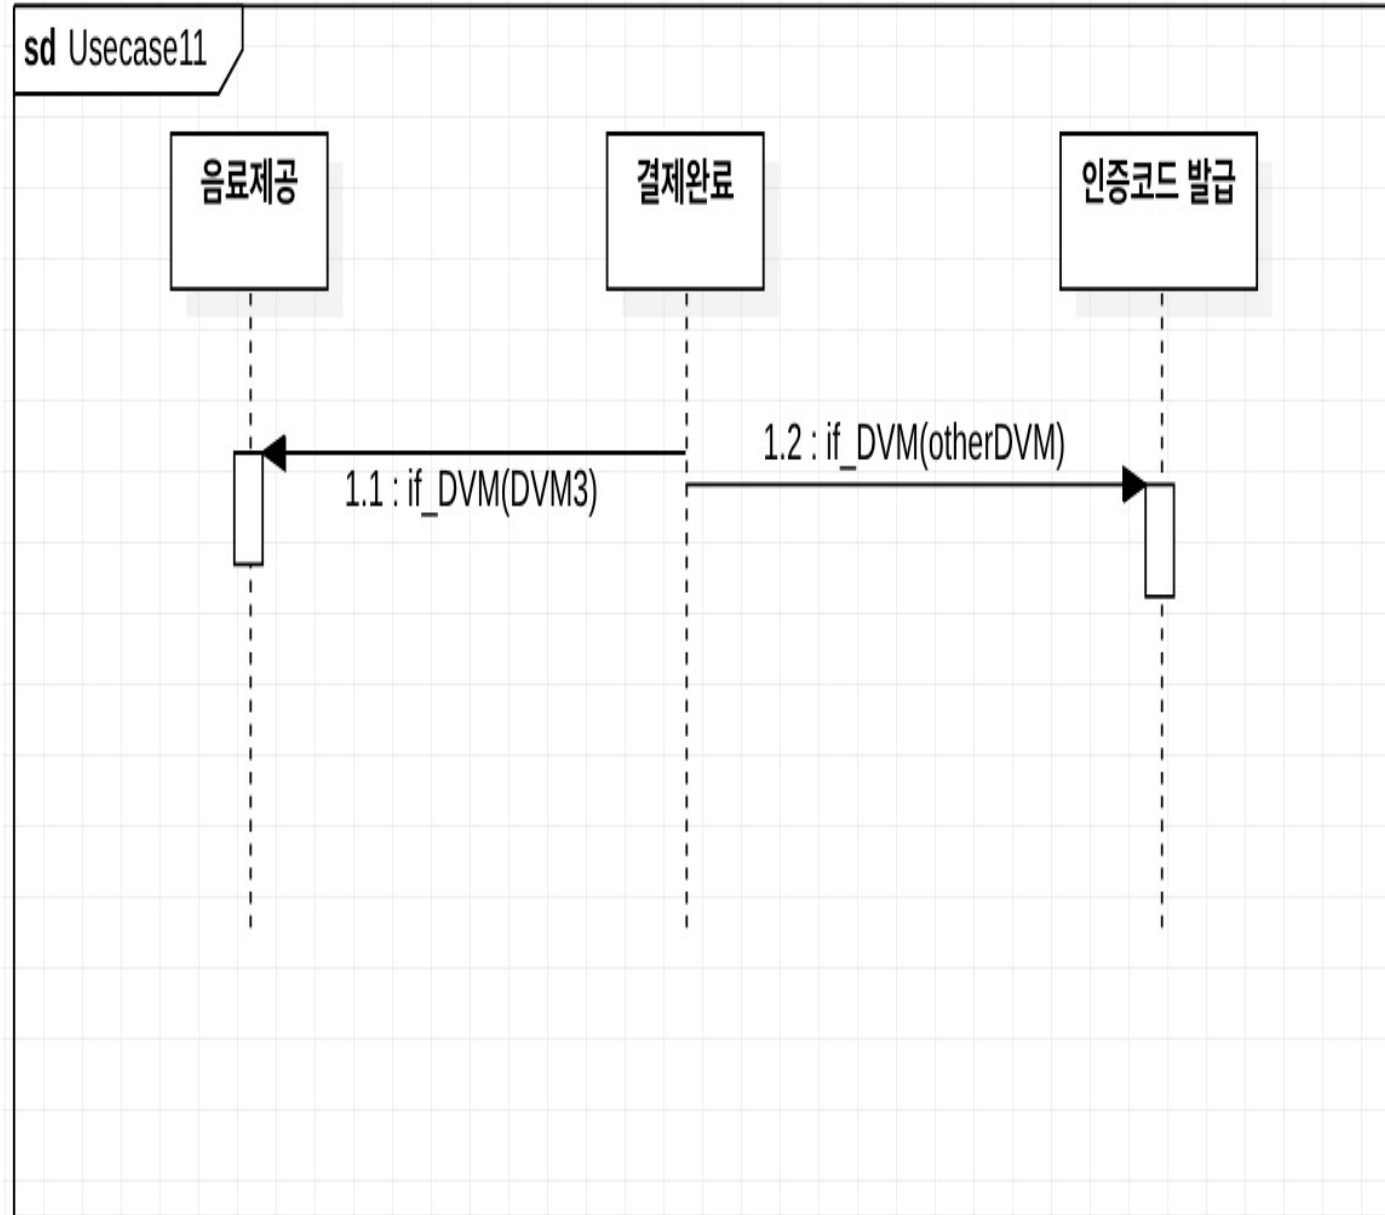 sd Usecase11
음료제공
결제완료
인증코드 발급
1.2 : if_DVM(otherDVM)
1.1 : if_DVM(DVM3)